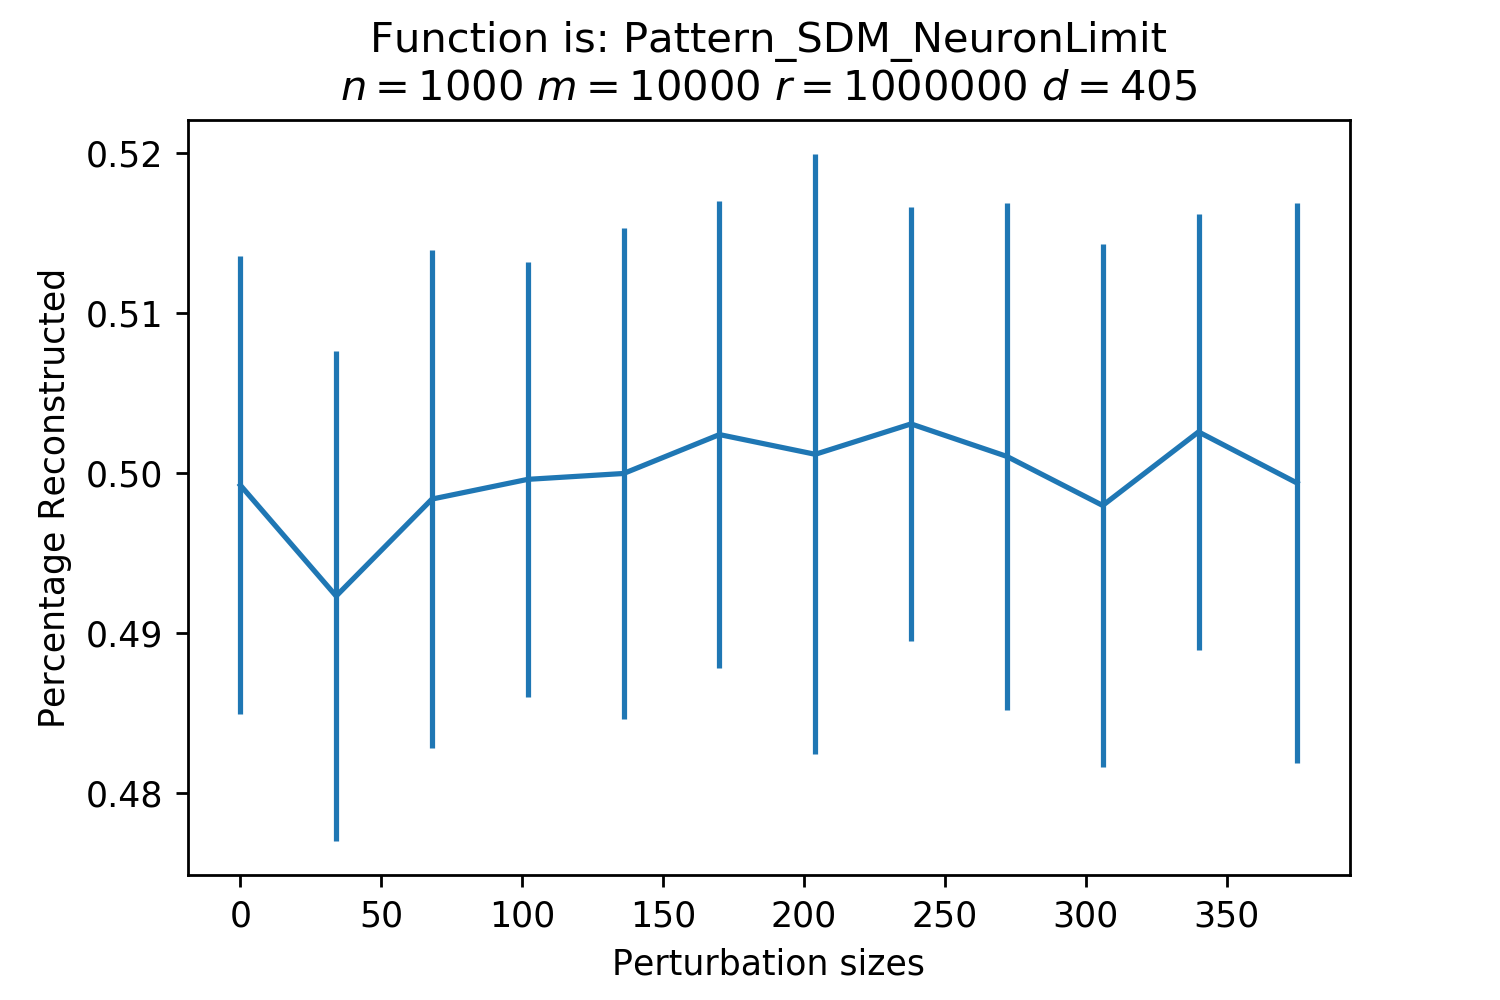 Function is: Pattern_SDM_NeuronLimit
n = 1000 m = 10000 r = 1000000 d = 405
0.52
0.51
0.50
0.49
0.48
Percentage Reconstructed
0 50 100 150 200 250 300 350
Perturbation sizes